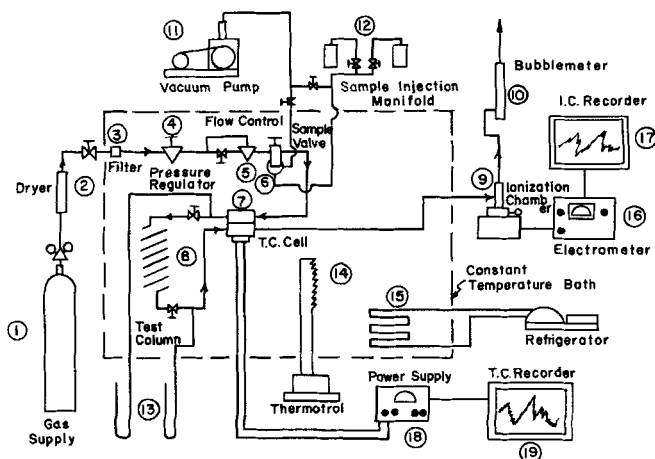 11
12
Vacuum Pump
Sample Injection
Manifold
Bubblemeter
10
I.C. Recorder
17
3
4
Flow Control
Sample
Valve
Filter
5
6
Pressure
Regulator
Dryer
2
7
T.C. Cell
9
Ionization
Chamber
16
Electrometer
8
14
Constant
Temperature Bath
15
1
Test
Column
Refrigerator
13
Thermotrol
Power Supply
18
T.C. Recorder
19
Gas
Supply